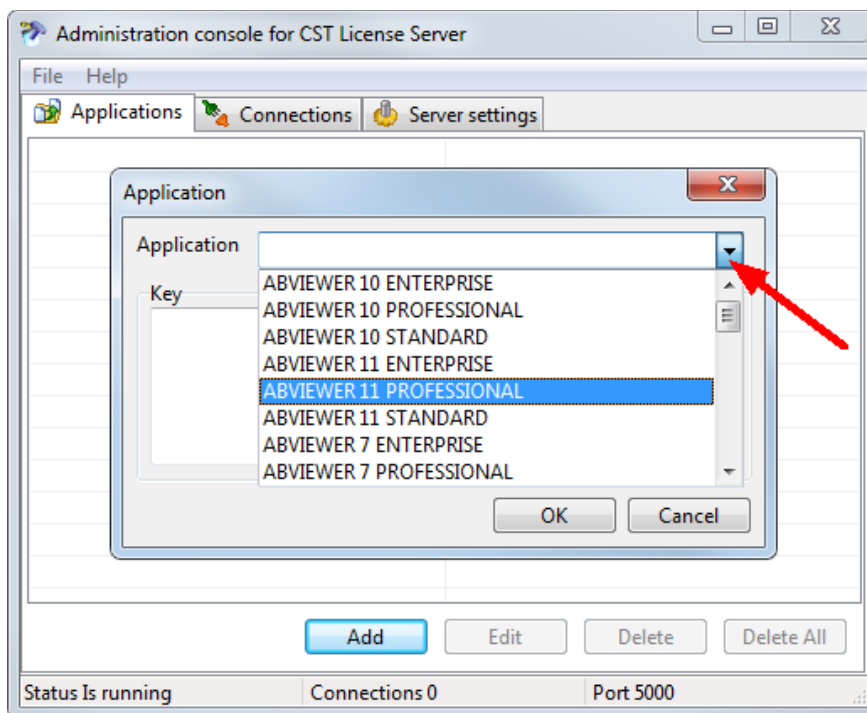 Administration console for CST License Server
File Help
Applications Connections Server settings
Application
Application
Key
ABVIEWER 10 ENTERPRISE
ABVIEWER 10 PROFESSIONAL
ABVIEWER 10 STANDARD
ABVIEWER 11 ENTERPRISE
ABVIEWER 11 PROFESSIONAL
ABVIEWER 11 STANDARD
ABVIEWER 7 ENTERPRISE
ABVIEWER 7 PROFESSIONAL
OK Cancel
Add Edit Delete Delete All
Status Is running Connections 0 Port 5000